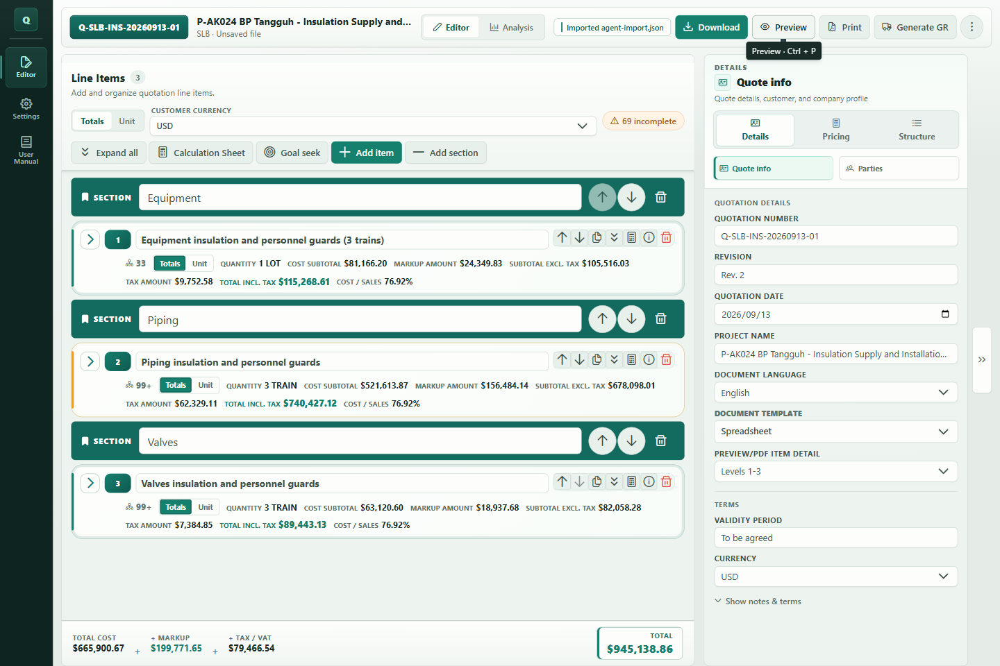 Q
Editor
Settings
User
Manual
Q-SLB-INS-20260913-01
P-AK024 BP Tangguh - Insulation Supply and...
SLB · Unsaved file
Editor
Analysis
Imported agent-import.json
Download
Preview
Print
Generate GR
Preview · Ctrl + P
Line Items 3
Add and organize quotation line items.
Totals
Unit
CUSTOMER CURRENCY
USD
69 incomplete
Expand all
Calculation Sheet
Goal seek
Add item
Add section
SECTION
Equipment
1
Equipment insulation and personnel guards (3 trains)
33 Totals Unit QUANTITY 1 LOT COST SUBTOTAL $81,166.20 MARKUP AMOUNT $24,349.83 SUBTOTAL EXCL. TAX $105,516.03
TAX AMOUNT $9,752.58 TOTAL INCL. TAX $115,268.61 COST / SALES 76.92%
SECTION
Piping
2
Piping insulation and personnel guards
99+ Totals Unit QUANTITY 3 TRAIN COST SUBTOTAL $521,613.87 MARKUP AMOUNT $156,484.14 SUBTOTAL EXCL. TAX $678,098.01
TAX AMOUNT $62,329.11 TOTAL INCL. TAX $740,427.12 COST / SALES 76.92%
SECTION
Valves
3
Valves insulation and personnel guards
99+ Totals Unit QUANTITY 3 TRAIN COST SUBTOTAL $63,120.60 MARKUP AMOUNT $18,937.68 SUBTOTAL EXCL. TAX $82,058.28
TAX AMOUNT $7,384.85 TOTAL INCL. TAX $89,443.13 COST / SALES 76.92%
TOTAL COST
$665,900.67
+
+ MARKUP
$199,771.65
+
+ TAX / VAT
$79,466.54
TOTAL
$945,138.86
DETAILS
Quote info
Quote details, customer, and company profile
Details
Pricing
Structure
Quote info
Parties
QUOTATION DETAILS
QUOTATION NUMBER
Q-SLB-INS-20260913-01
REVISION
Rev. 2
QUOTATION DATE
2026/09/13
PROJECT NAME
P-AK024 BP Tangguh - Insulation Supply and Installatio...
DOCUMENT LANGUAGE
English
DOCUMENT TEMPLATE
Spreadsheet
PREVIEW/PDF ITEM DETAIL
Levels 1-3
TERMS
VALIDITY PERIOD
To be agreed
CURRENCY
USD
Show notes & terms